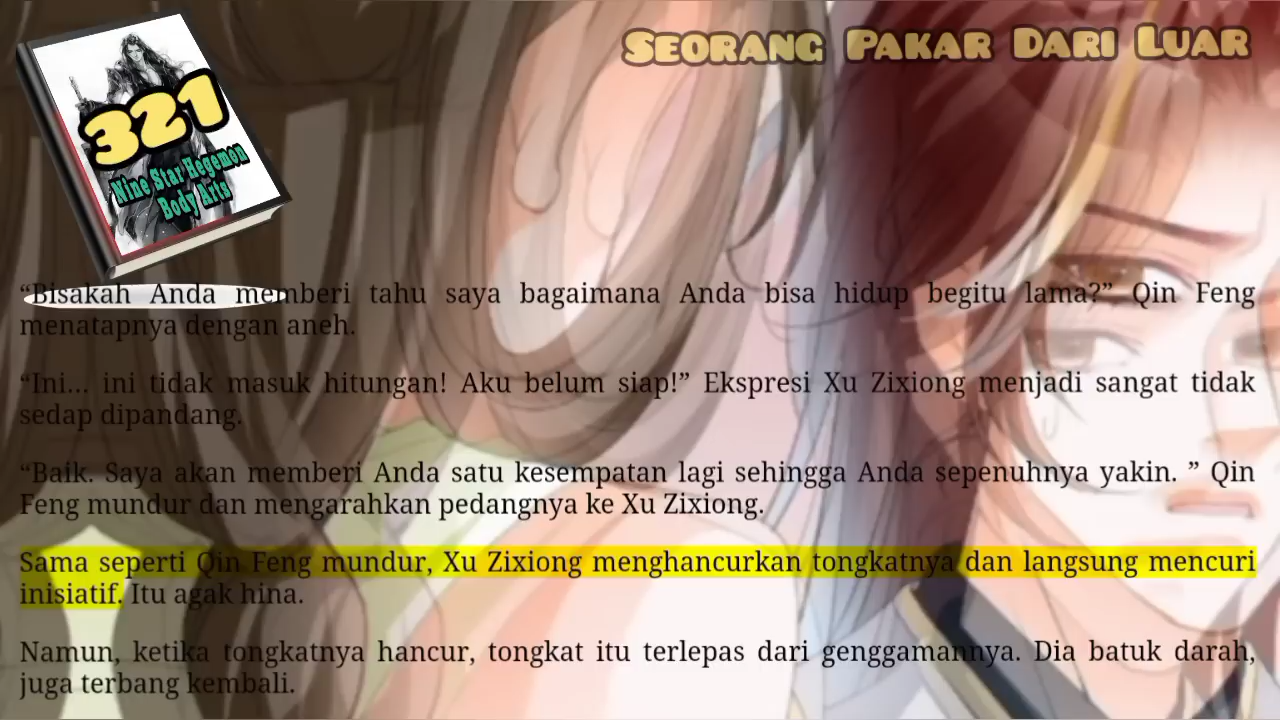 SEORANG PAKAR DARI LUAR
321
Nine Star Hegemon
Body Arts
“Bisakah Anda memberi tahu saya bagaimana Anda bisa hidup begitu lama?” Qin Feng
menatapnya dengan aneh.
“Ini... ini tidak masuk hitungan! Aku belum siap!” Ekspresi Xu Zixiong menjadi sangat tidak
sedap dipandang.
“Baik. Saya akan memberi Anda satu kesempatan lagi sehingga Anda sepenuhnya yakin. ” Qin
Feng mundur dan mengarahkan pedangnya ke Xu Zixiong.
Sama seperti Qin Feng mundur, Xu Zixiong menghancurkan tongkatnya dan langsung mencuri
inisiatif. Itu agak hina.
Namun, ketika tongkatnya hancur, tongkat itu terlepas dari genggamannya. Dia batuk darah,
juga terbang kembali.